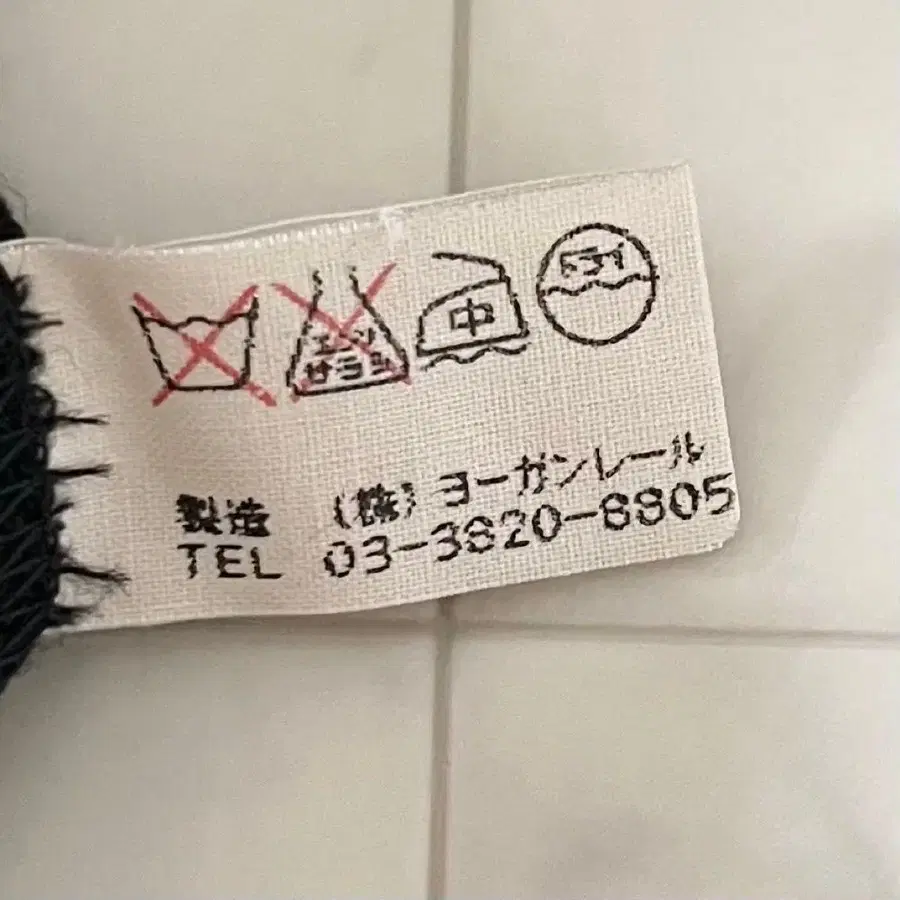 エンソ
サラシ
中
ドライ
製造 (株) ヨーガンレール
TEL 03-3820-8805